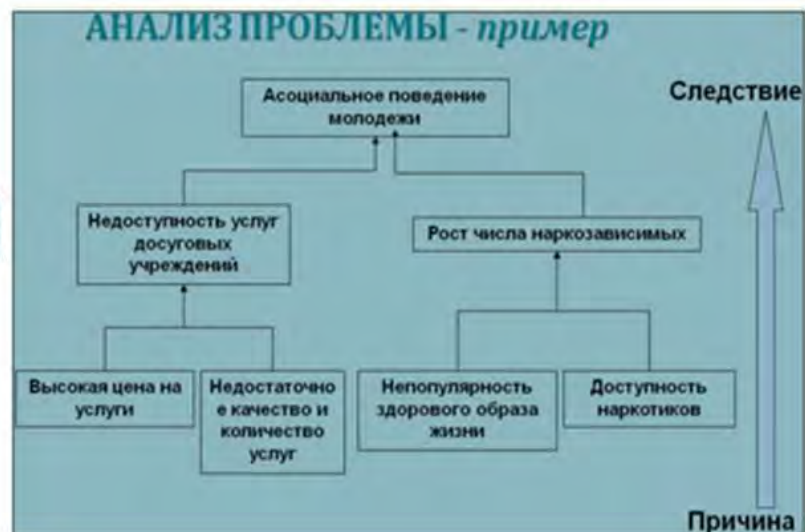 АНАЛИЗ ПРОБЛЕМЫ - пример
Асоциальное поведение
молодежи
Следствие
Недоступность услуг
досуговых
учреждений
Рост числа наркозависимых
Высокая цена на
услуги
Недостаточно
е качество и
количество
услуг
Непопулярность
здорового образа
жизни
Доступность
наркотиков
Причина